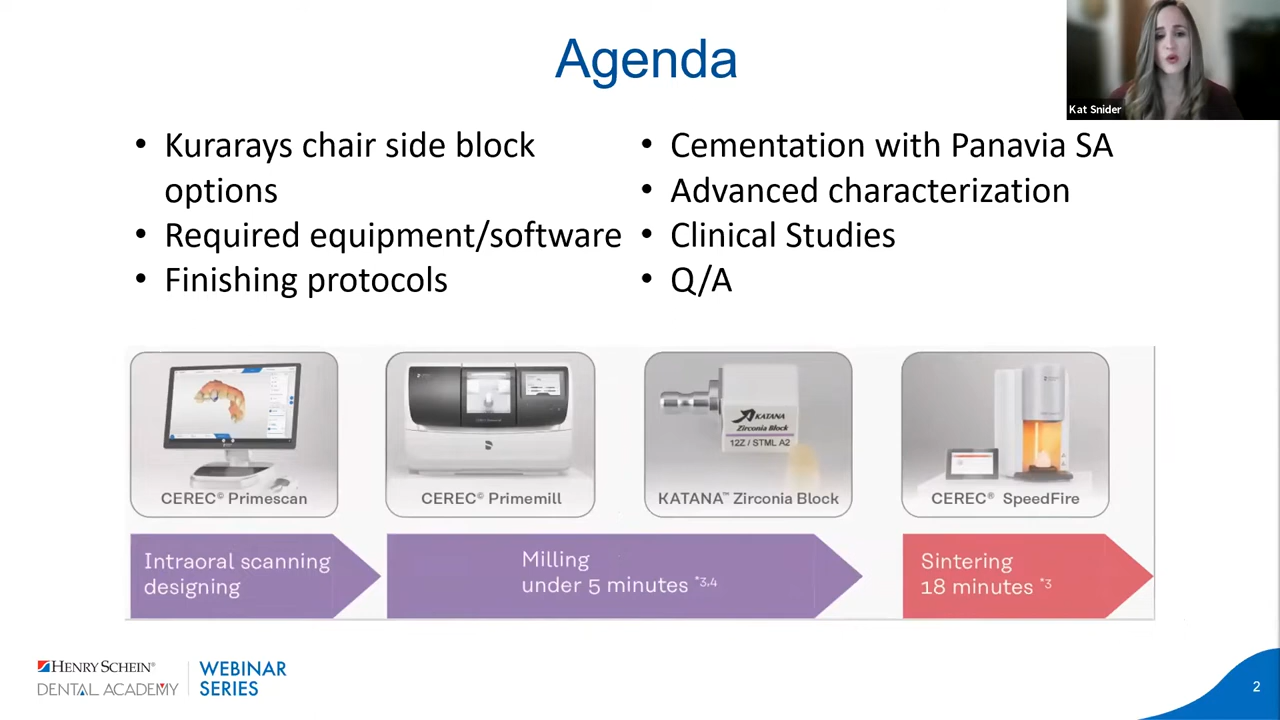 Agenda
Kat Snider
• Kurarays chair side block
options
• Required equipment/software
• Finishing protocols
• Cementation with Panavia SA
• Advanced characterization
• Clinical Studies
• Q/A
CEREC© Primescan
CEREC© Primemill
KATANA
Zirconia Block
12Z / STML A2
KATANA™ Zirconia Block
CEREC® SpeedFire
Intraoral scanning
designing
Milling
under 5 minutes *3,4
Sintering
18 minutes *3
HENRY SCHEIN®
DENTAL ACADEMY
WEBINAR
SERIES
2